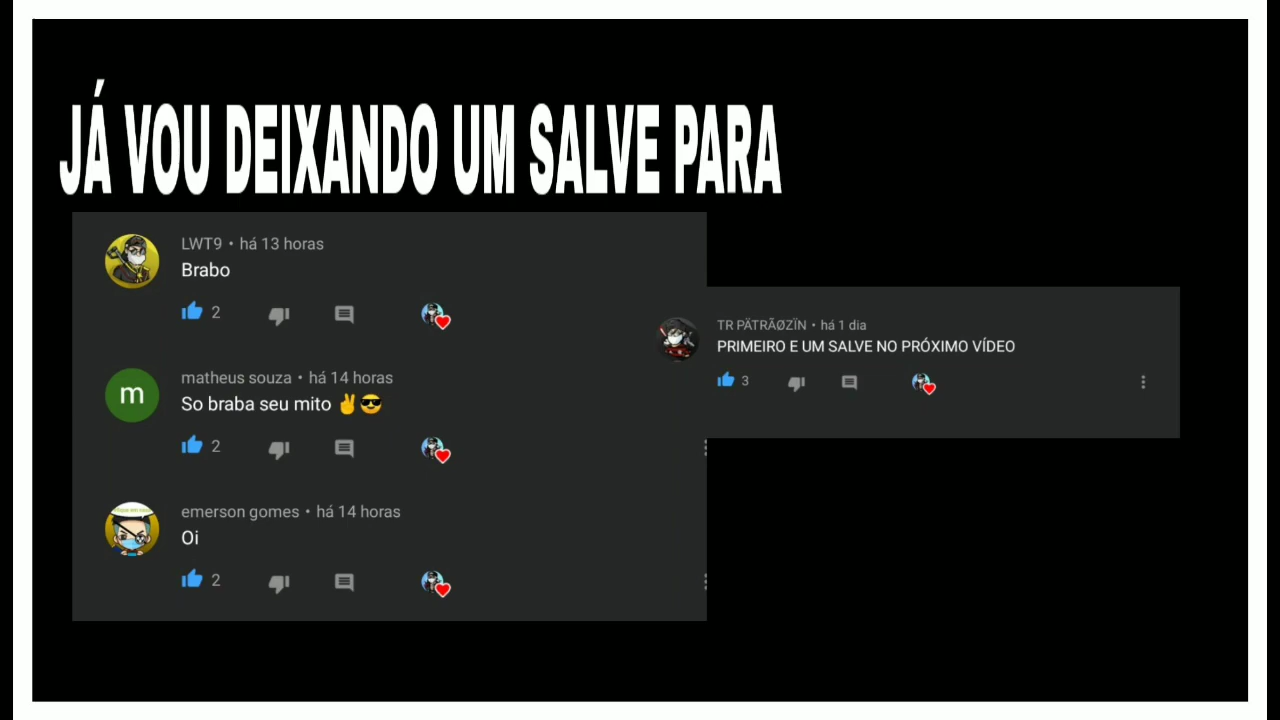 JÁ VOU DEIXANDO UM SALVE PARA
LWT9 • há 13 horas
Brabo
2
m
matheus souza • há 14 horas
So braba seu mito ✌😎
2
emerson gomes • há 14 horas
Oi
2
TR PÄTRÃØZÏN • há 1 dia
PRIMEIRO E UM SALVE NO PRÓXIMO VÍDEO
3